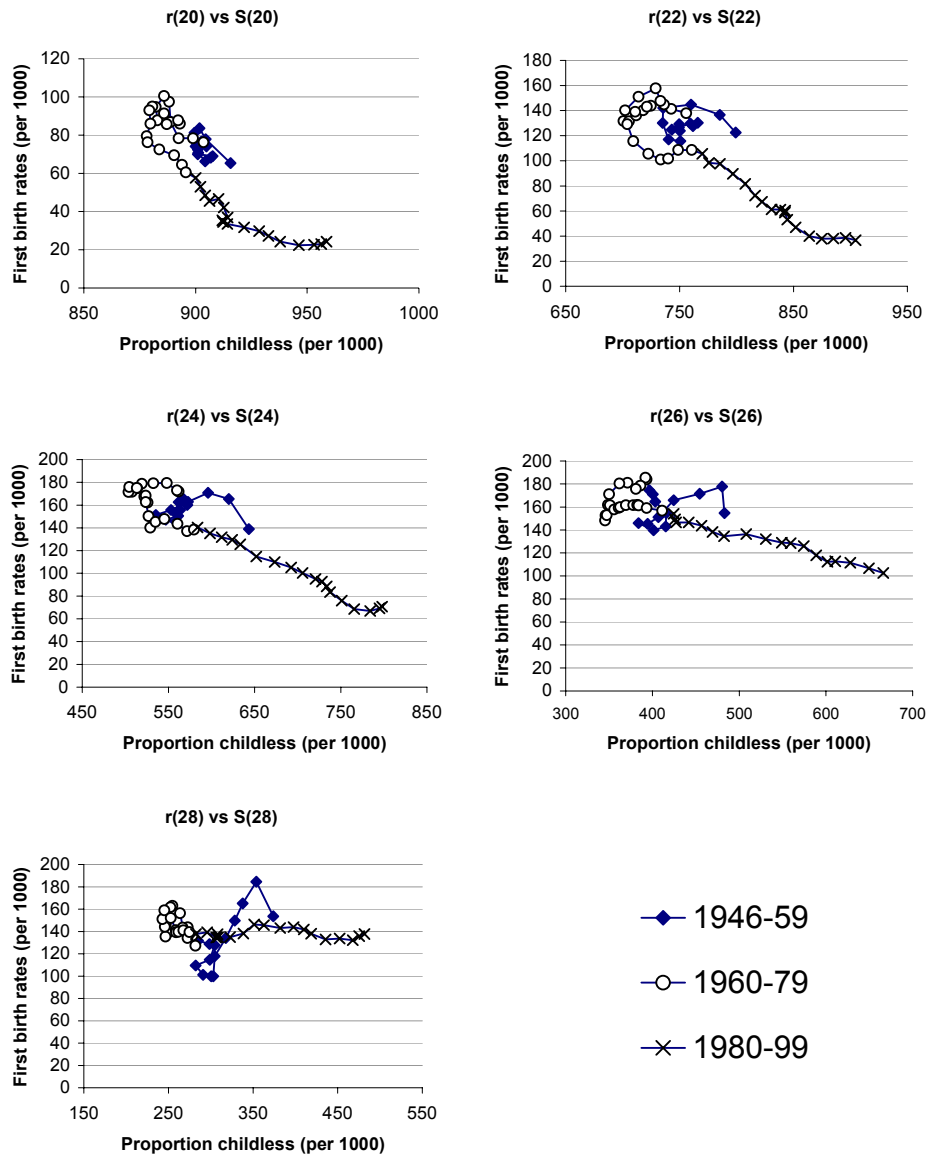 r(20) vs S(20)
First birth rates (per 1000)
120
100
80
60
40
20
0
850 900 950 1000
Proportion childless (per 1000)
r(22) vs S(22)
First birth rates (per 1000)
180
160
140
120
100
80
60
40
20
0
650 750 850 950
Proportion childless (per 1000)
r(24) vs S(24)
First birth rates (per 1000)
200
180
160
140
120
100
80
60
40
20
0
450 550 650 750 850
Proportion childless (per 1000)
r(26) vs S(26)
First birth rates (per 1000)
200
180
160
140
120
100
80
60
40
20
0
300 400 500 600 700
Proportion childless (per 1000)
r(28) vs S(28)
First birth rates (per 1000)
200
180
160
140
120
100
80
60
40
20
0
150 250 350 450 550
Proportion childless (per 1000)
1946-59
1960-79
1980-99